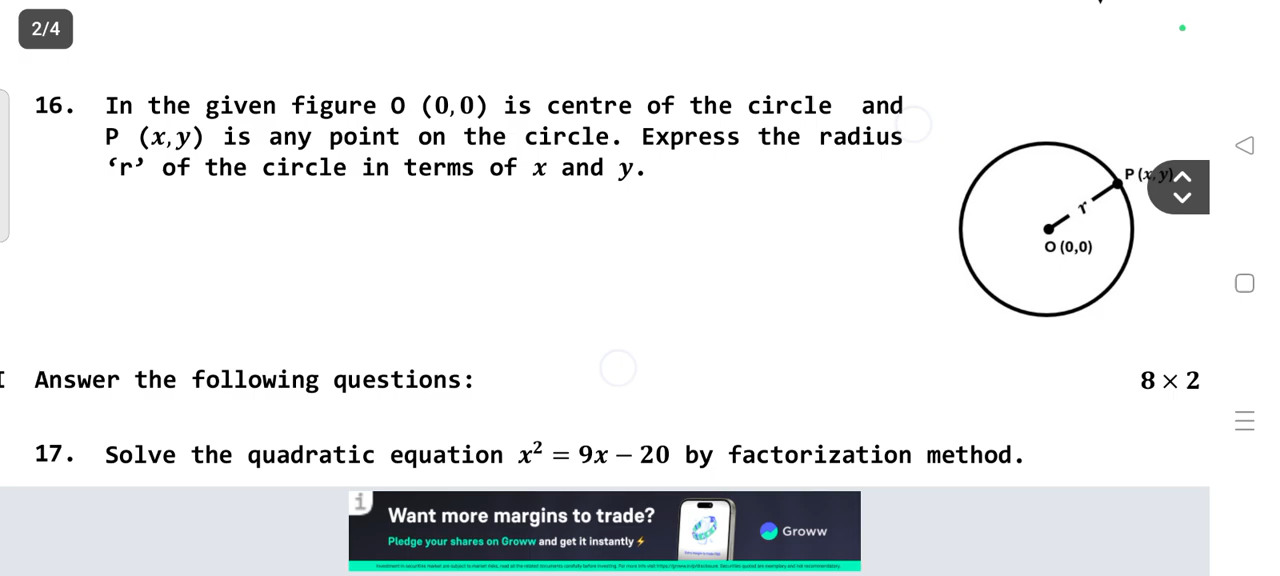 2/4
16. In the given figure O (0,0) is centre of the circle and
P (x, y) is any point on the circle. Express the radius
‘r’ of the circle in terms of x and y.
P (x, y)
r
O (0,0)
Answer the following questions: 8 × 2
17. Solve the quadratic equation x² = 9x – 20 by factorization method.
i
Want more margins to trade?
Pledge your shares on Groww and get it instantly⚡
Groww